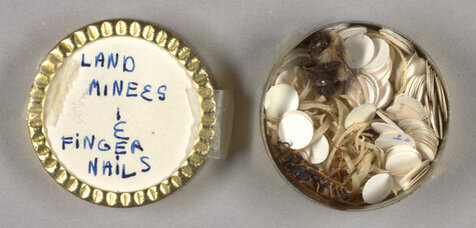 LAND
MINEES
&
FiNGER
NAILS